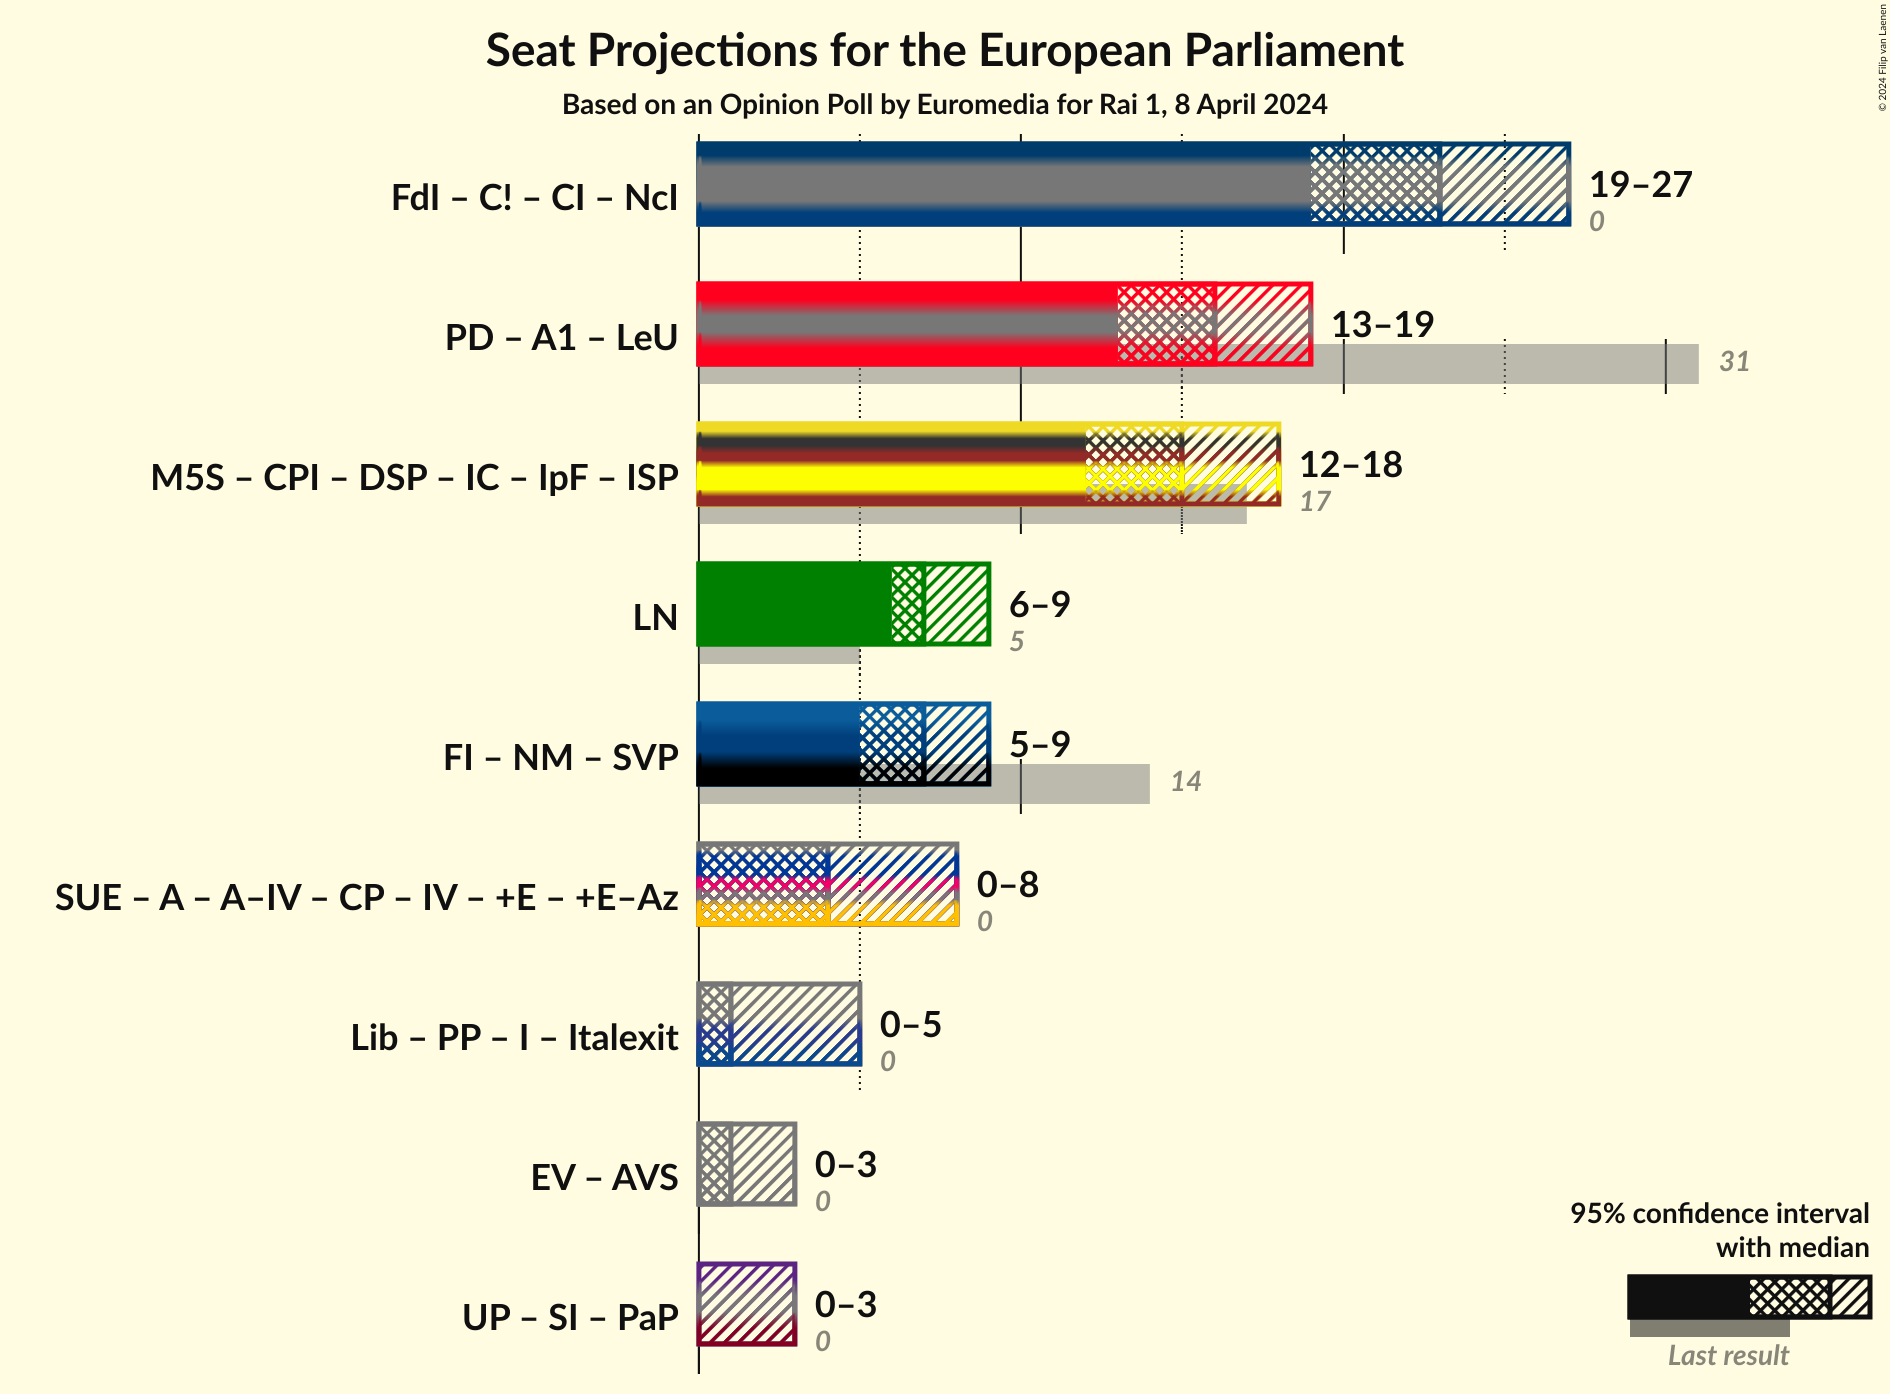 Seat Projections for the European Parliament
Based on an Opinion Poll by Euromedia for Rai 1, 8 April 2024
© 2024 Filip van Laenen
FdI – C! – CI – NcI
19–27
0
PD – A1 – LeU
13–19
31
M5S – CPI – DSP – IC – IpF – ISP
12–18
17
LN
6–9
5
FI – NM – SVP
5–9
14
SUE – A – A–IV – CP – IV – +E – +E–Az
0–8
0
Lib – PP – I – Italexit
0–5
0
EV – AVS
0–3
0
UP – SI – PaP
0–3
0
95% confidence interval
with median
Last result